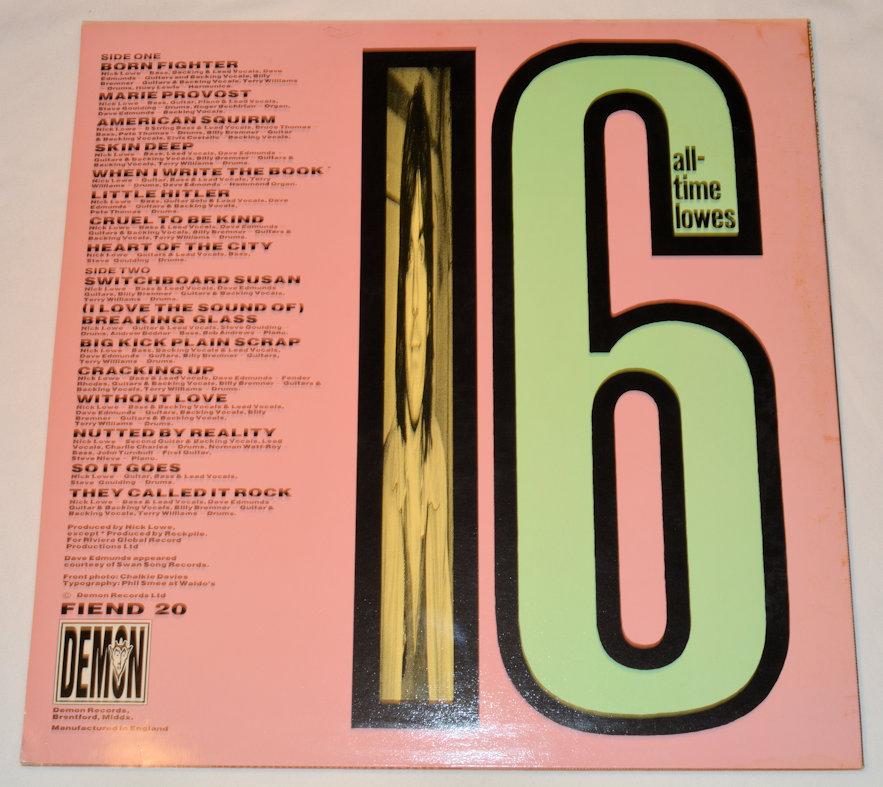 SIDE ONE
BORN FIGHTER
Nick Lowe – Bass, Backing & Lead Vocals, Dave
Edmunds – Guitars and Backing Vocals, Billy
Bremner – Guitars & Backing Vocals, Terry Williams
– Drums, Huey Lewis – Harmonica.
MARIE PROVOST
Nick Lowe – Bass, Guitar, Piano & Lead Vocals,
Steve Goulding – Drums, Roger Bechirian – Organ,
Dave Edmunds – Backing Vocals.
AMERICAN SQUIRM
Nick Lowe – 8 String Bass & Lead Vocals, Bruce Thomas –
Bass, Pete Thomas – Drums, Billy Bremner – Guitar
& Backing Vocals, Elvis Costello – Backing Vocals.
SKIN DEEP
Nick Lowe – Bass, Lead Vocals, Dave Edmunds –
Guitars & Backing Vocals, Billy Bremner – Guitars &
Backing Vocals, Terry Williams – Drums.
WHEN I WRITE THE BOOK *
Nick Lowe – Guitar, Bass & Lead Vocals, Terry
Williams – Drums, Dave Edmunds – Hammond Organ.
LITTLE HITLER
Nick Lowe – Bass, Guitar Solo & Lead Vocals, Dave
Edmunds – Guitars & Backing Vocals,
Pete Thomas – Drums.
CRUEL TO BE KIND
Nick Lowe – Bass & Lead Vocals, Dave Edmunds –
Guitars & Backing Vocals, Billy Bremner – Guitars &
Backing Vocals, Terry Williams – Drums.
HEART OF THE CITY
Nick Lowe – Guitars & Lead Vocals, Bass,
Steve Goulding – Drums.
SIDE TWO
SWITCHBOARD SUSAN
Nick Lowe – Bass & Lead Vocals, Dave Edmunds –
Guitars, Billy Bremner – Guitars & Backing Vocals,
Terry Williams – Drums.
(I LOVE THE SOUND OF)
BREAKING GLASS
Nick Lowe – Guitar & Lead Vocals, Steve Goulding –
Drums, Andrew Bodnar – Bass, Bob Andrews – Piano.
BIG KICK PLAIN SCRAP
Nick Lowe – Bass, Backing Vocals & Lead Vocals,
Dave Edmunds – Guitars, Billy Bremner – Guitars,
Terry Williams – Drums.
CRACKING UP
Nick Lowe – Bass & Lead Vocals, Dave Edmunds – Fender
Rhodes, Guitars & Backing Vocals, Billy Bremner – Guitars &
Backing Vocals, Terry Williams – Drums.
WITHOUT LOVE
Nick Lowe – Bass & Backing Vocals & Lead Vocals,
Dave Edmunds – Guitars, Backing Vocals, Billy
Bremner – Guitars & Backing Vocals,
Terry Williams – Drums.
NUTTED BY REALITY
Nick Lowe – Second Guitar & Backing Vocals, Lead
Vocals, Charlie Charles – Drums, Norman Watt-Roy –
Bass, John Turnbull – First Guitar,
Steve Nieve – Piano.
SO IT GOES
Nick Lowe – Guitar, Bass & Lead Vocals,
Steve Goulding – Drums.
THEY CALLED IT ROCK
Nick Lowe – Bass & Lead Vocals, Dave Edmunds –
Guitar & Backing Vocals, Billy Bremner – Guitar &
Backing Vocals, Terry Williams – Drums.
Produced by Nick Lowe,
except * Produced by Rockpile.
For Riviera Global Record
Productions Ltd
Dave Edmunds appeared
courtesy of Swan Song Records.
Front photo: Chalkie Davies
Typography: Phil Smee at Waldo's
© Demon Records Ltd
FIEND 20
DEMON
Demon Records,
Brentford, Middx.
Manufactured in England
16
all-
time
lowes